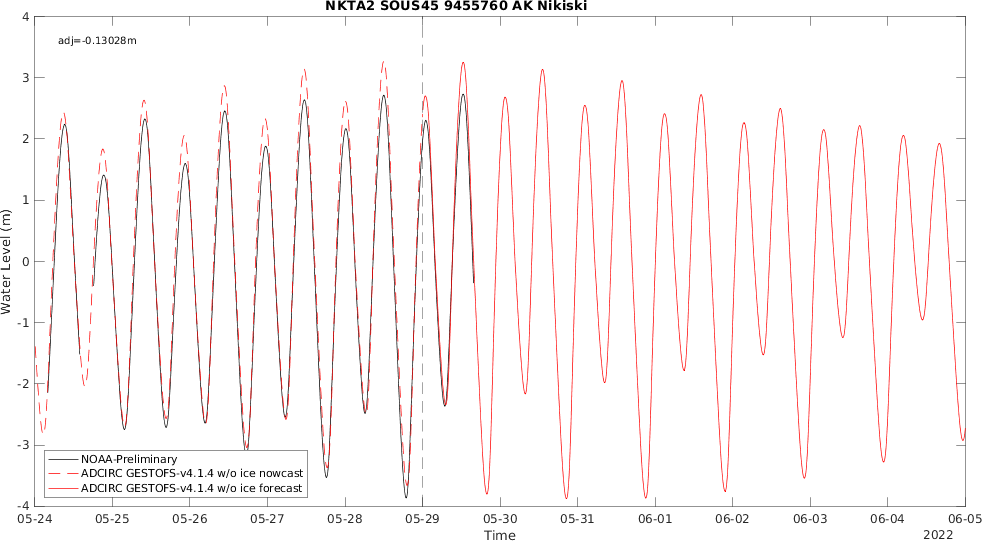 NKTA2 SOUS45 9455760 AK Nikiski
adj=-0.13028m
4
3
2
1
0
-1
-2
-3
-4
Water Level (m)
NOAA-Preliminary
ADCIRC GESTOFS-v4.1.4 w/o ice nowcast
ADCIRC GESTOFS-v4.1.4 w/o ice forecast
05-24 05-25 05-26 05-27 05-28 05-29 05-30 05-31 06-01 06-02 06-03 06-04 06-05
Time
2022